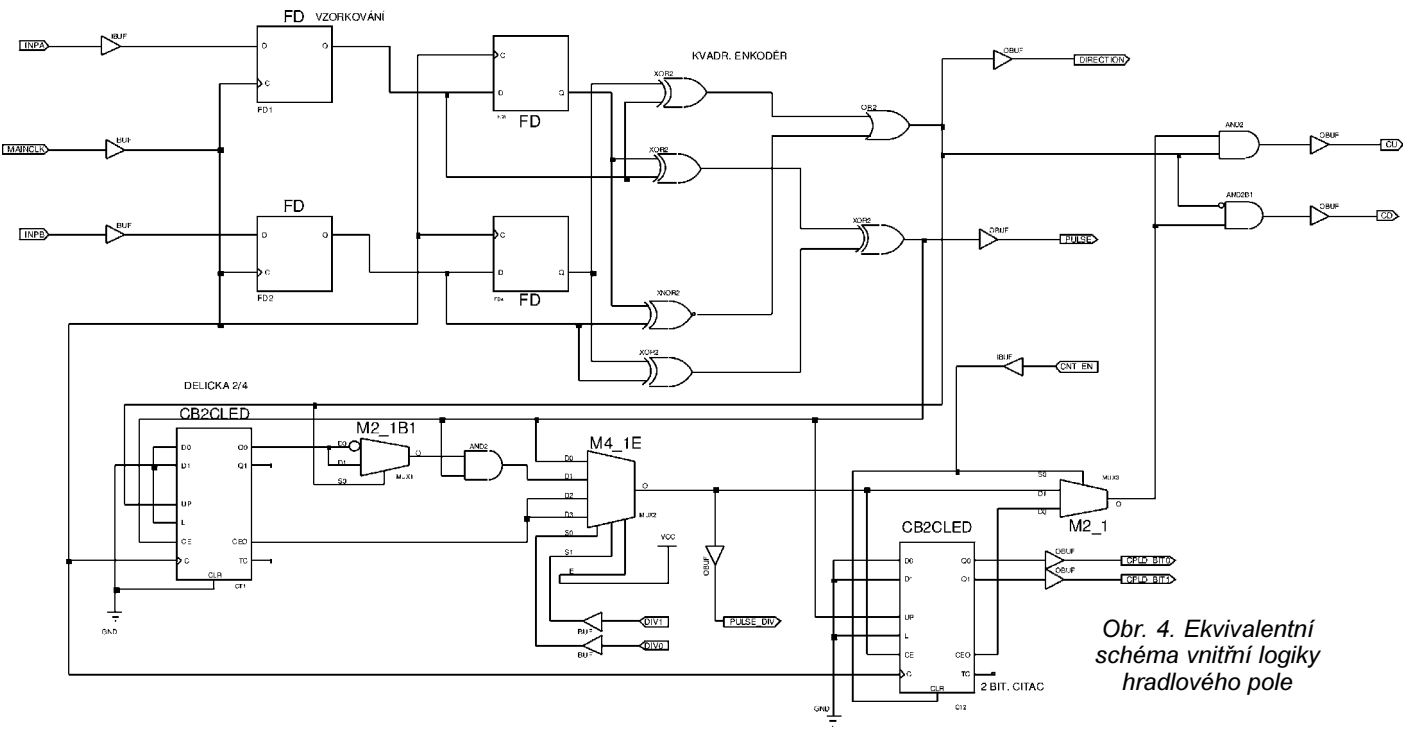 FD VZORKOVÁNÍ
INPA
IBUF
D
Q
C
FD1
C
D
Q
FD
KVADR. ENKODÉR
XOR2
OR2
OBUF
DIRECTION
MAINCLK
BUF
XOR2
AND2
OBUF
CU
FD
INPB
BUF
D
Q
C
FD2
C
D
Q
FD
XOR2
OBUF
PULSE
AND2B1
OBUF
CD
XNOR2
XOR2
IBUF
CNT_EN
DELIČKA 2/4
CB2CLED
D0
D1
UP
L
CE
C
CLR
Q0
Q1
CEO
TC
CT1
GND
M2_1B1
D0
D1
S0
O
MUX1
AND2
M4_1E
D0
D1
D2
D3
S0
S1
E
O
MUX2
VCC
BUF
DIV1
BUF
DIV0
OBUF
PULSE_DIV
S0
D1
D0
O
MUX3
M2_1
CB2CLED
D0
D1
UP
L
CE
C
CLR
Q0
Q1
CEO
TC
2 BIT. CITAC
GND
OBUF
CPLD_BIT0
OBUF
CPLD_BIT1
Obr. 4. Ekvivalentní
schéma vnitřní logiky
hradlového pole